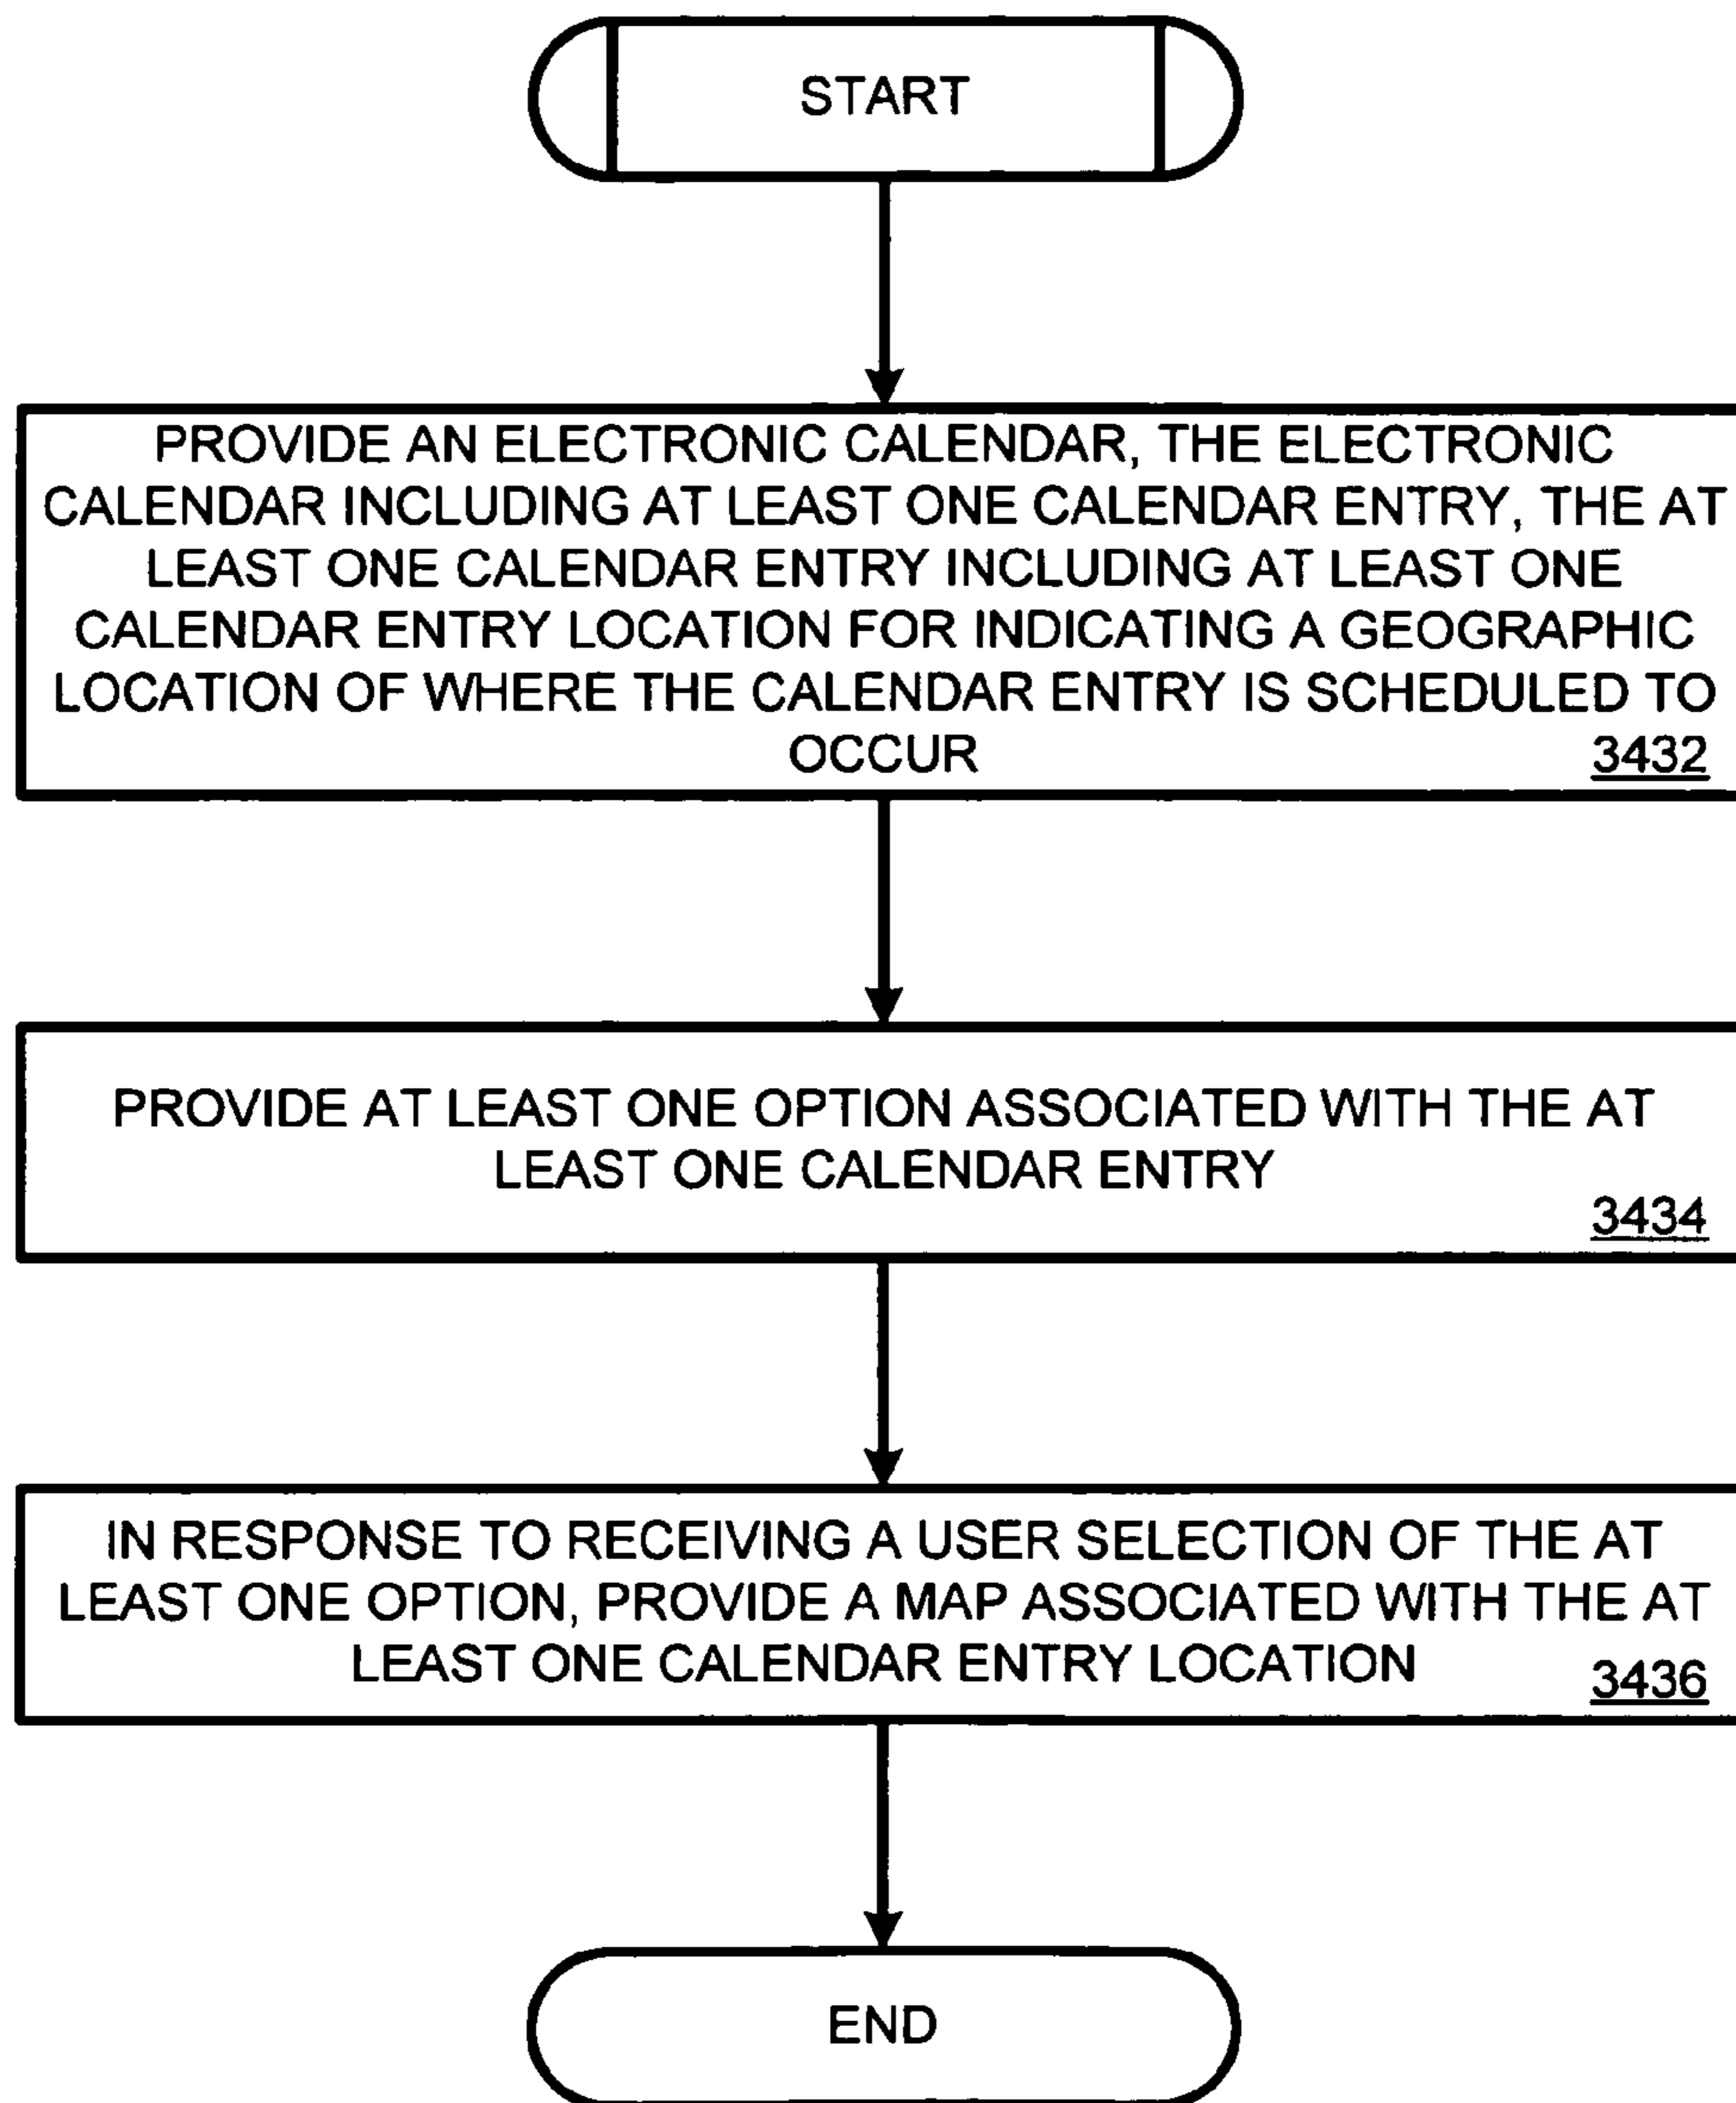 START
PROVIDE AN ELECTRONIC CALENDAR, THE ELECTRONIC
CALENDAR INCLUDING AT LEAST ONE CALENDAR ENTRY, THE AT
LEAST ONE CALENDAR ENTRY INCLUDING AT LEAST ONE
CALENDAR ENTRY LOCATION FOR INDICATING A GEOGRAPHIC
LOCATION OF WHERE THE CALENDAR ENTRY IS SCHEDULED TO
OCCUR 3432
PROVIDE AT LEAST ONE OPTION ASSOCIATED WITH THE AT
LEAST ONE CALENDAR ENTRY
3434
IN RESPONSE TO RECEIVING A USER SELECTION OF THE AT
LEAST ONE OPTION, PROVIDE A MAP ASSOCIATED WITH THE AT
LEAST ONE CALENDAR ENTRY LOCATION 3436
END